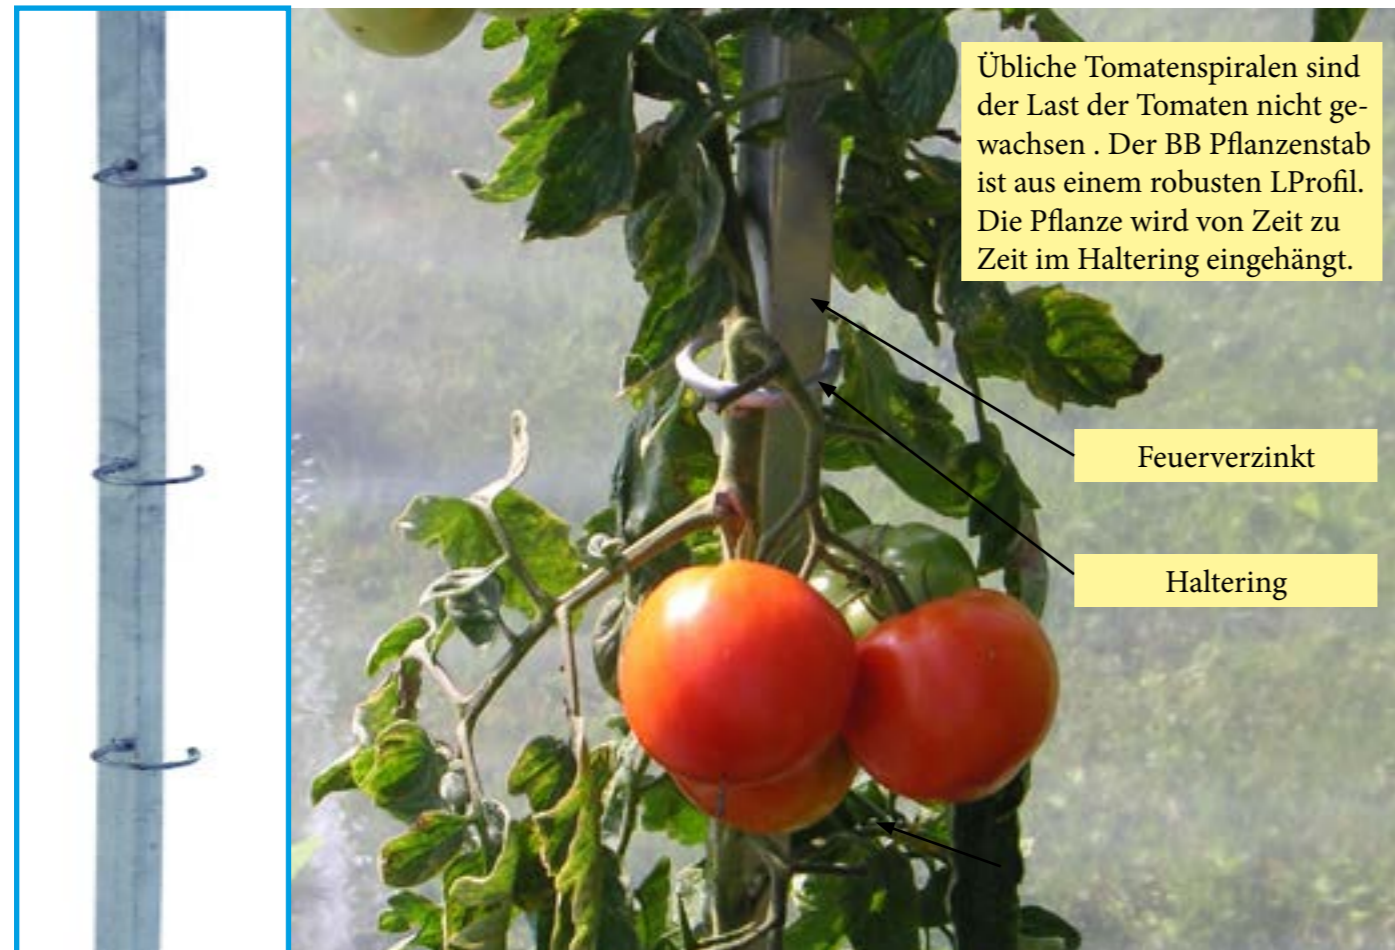 Übliche Tomatenspiralen sind
der Last der Tomaten nicht ge-
wachsen . Der BB Pflanzenstab
ist aus einem robusten LProfil.
Die Pflanze wird von Zeit zu
Zeit im Haltering eingehängt.
Feuerverzinkt
Haltering